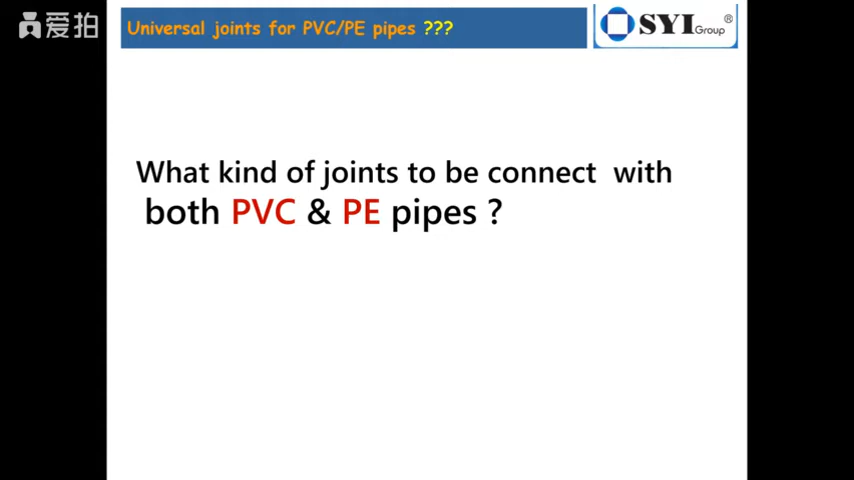 爱拍
Universal joints for PVC/PE pipes ???
SYI Group ®
What kind of joints to be connect with
both PVC & PE pipes ?